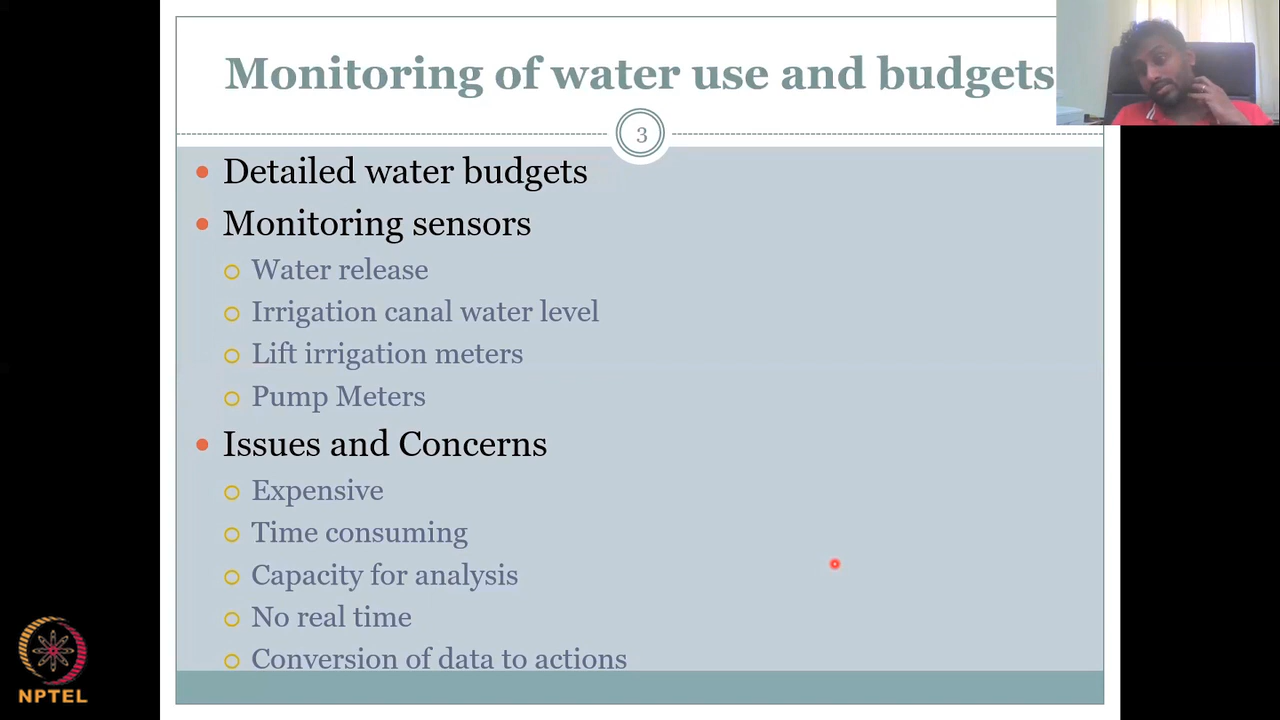 Monitoring of water use and budgets
3
Detailed water budgets
Monitoring sensors
Water release
Irrigation canal water level
Lift irrigation meters
Pump Meters
Issues and Concerns
Expensive
Time consuming
Capacity for analysis
No real time
Conversion of data to actions
NPTEL